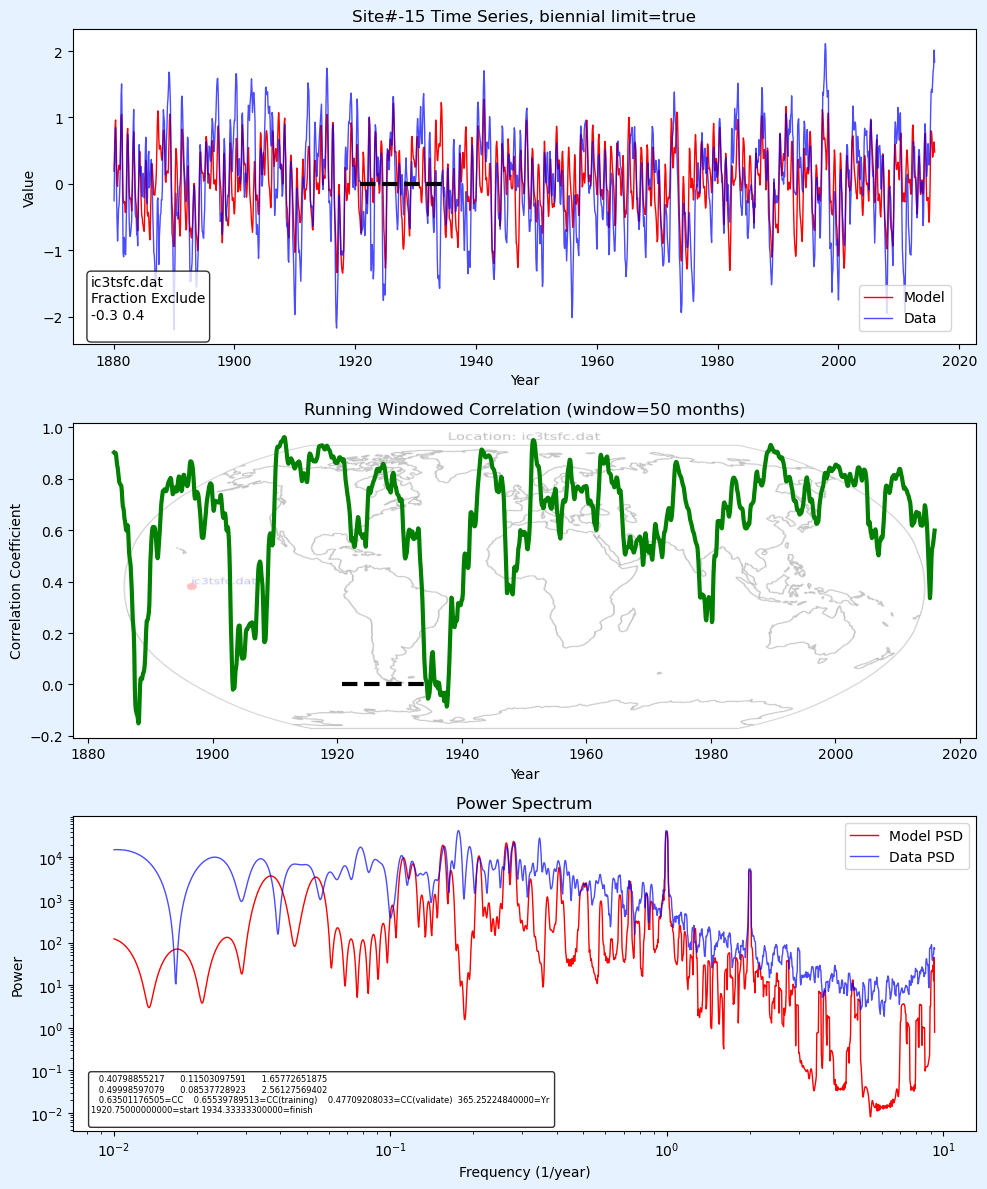 Site#-15 Time Series, biennial limit=true
Value
2
1
0
−1
−2
ic3tsfc.dat
Fraction Exclude
-0.3 0.4
Model
Data
1880 1900 1920 1940 1960 1980 2000 2020
Year
Running Windowed Correlation (window=50 months)
Correlation Coefficient
1.0
0.8
0.6
0.4
0.2
0.0
−0.2
Location: ic3tsfc.dat
ic3tsfc.dat
1880 1900 1920 1940 1960 1980 2000 2020
Year
Power Spectrum
Power
10^4
10^3
10^2
10^1
10^0
10^−1
10^−2
Model PSD
Data PSD
0.40798855217 0.11503097591 1.65772651875
0.49998597079 0.08537728923 2.56127569402
0.63501176505=CC 0.65539789513=CC(training) 0.47709208033=CC(validate) 365.25224840000=Yr
1920.75000000000=start 1934.33333300000=finish
10^−2 10^−1 10^0 10^1
Frequency (1/year)